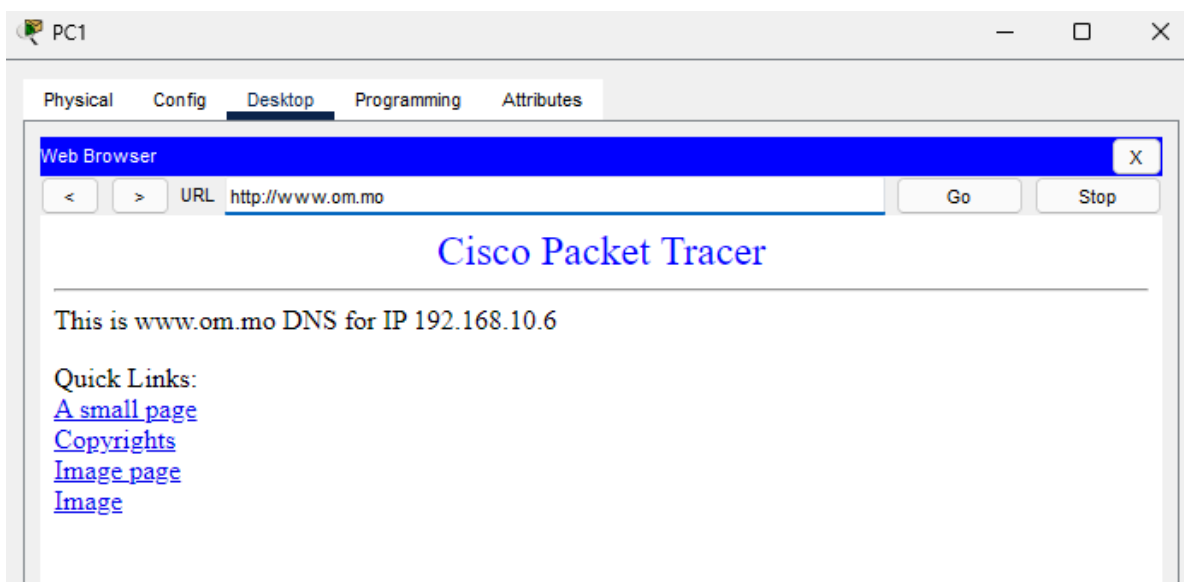 PC1
Physical Config Desktop Programming Attributes
Web Browser X
< > URL http://www.om.mo Go Stop
Cisco Packet Tracer
This is www.om.mo DNS for IP 192.168.10.6
Quick Links:
A small page
Copyrights
Image page
Image